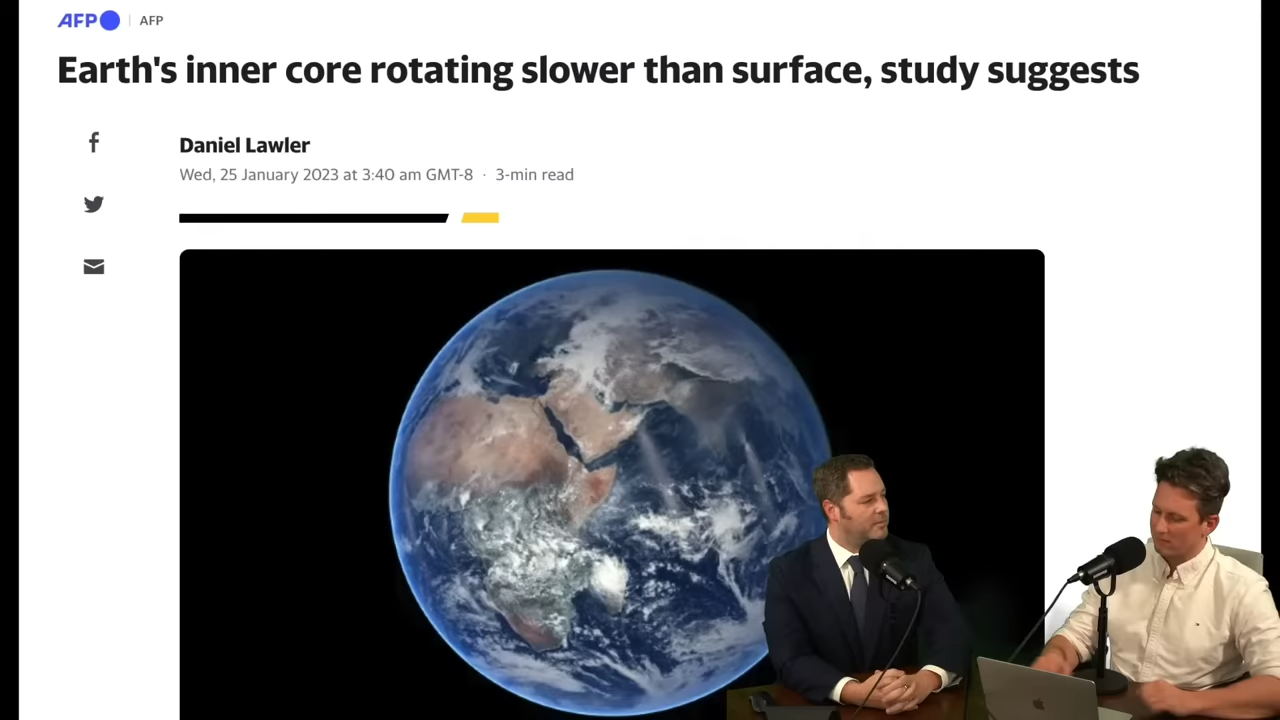 AFP
AFP
Earth's inner core rotating slower than surface, study suggests
Daniel Lawler
Wed, 25 January 2023 at 3:40 am GMT-8 · 3-min read